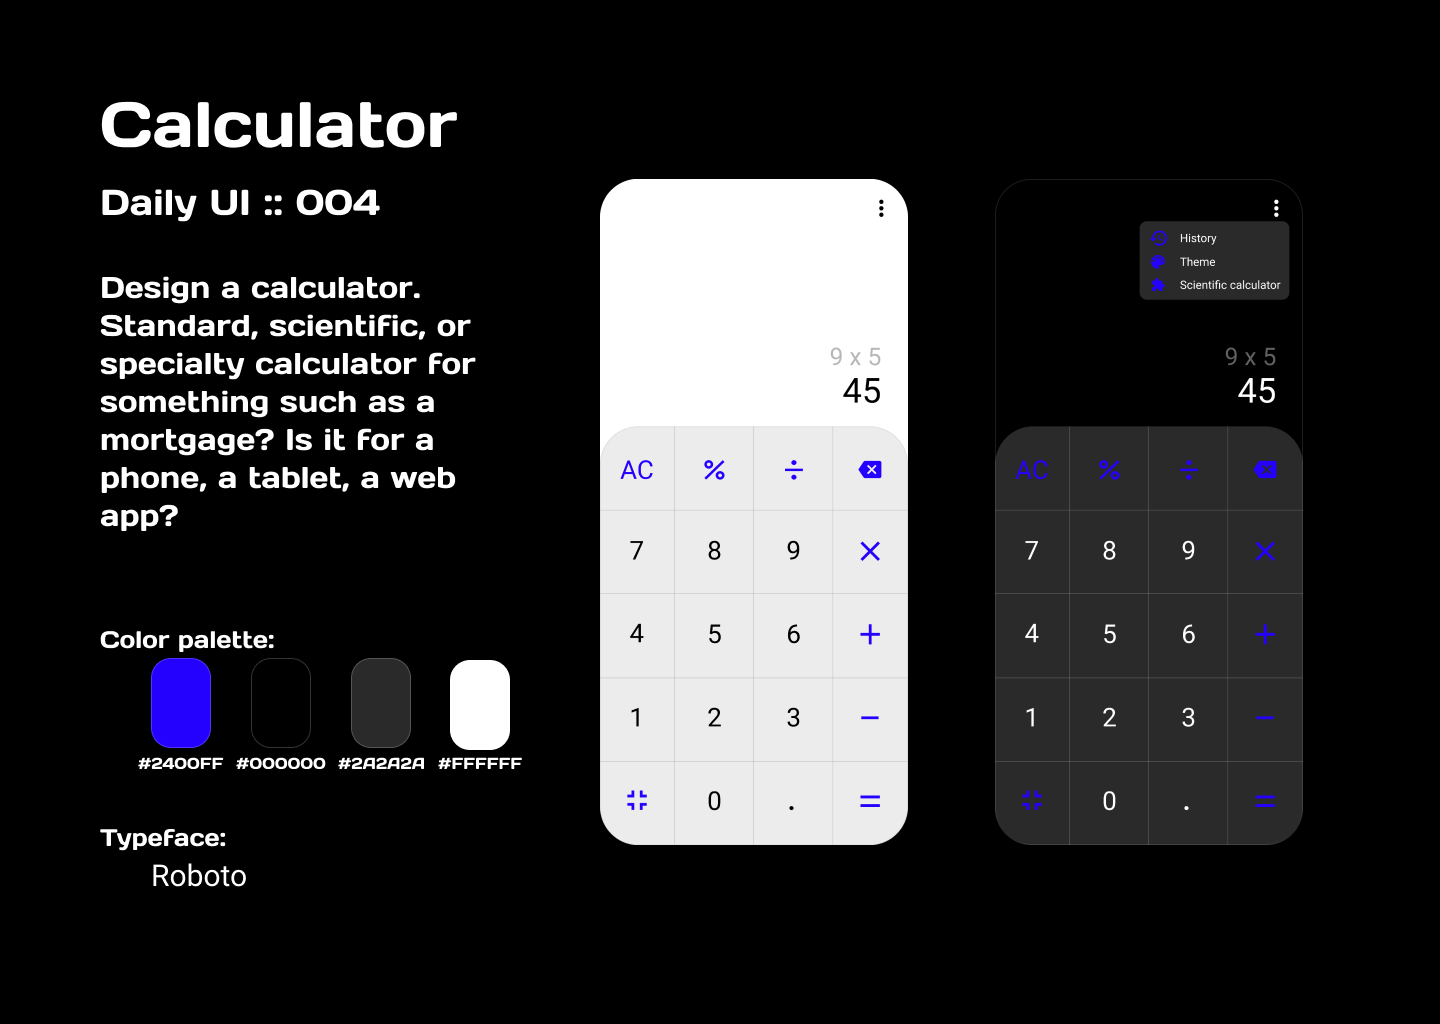 Calculator
Daily UI :: 004
Design a calculator.
Standard, scientific, or
specialty calculator for
something such as a
mortgage? Is it for a
phone, a tablet, a web
app?
Color palette:
#2400FF #000000 #2A2A2A #FFFFFF
Typeface:
Roboto
9 x 5
45
AC % ÷
7 8 9 ×
4 5 6 +
1 2 3 −
0 . =
History
Theme
Scientific calculator
9 x 5
45
AC % ÷
7 8 9 ×
4 5 6 +
1 2 3 −
0 . =